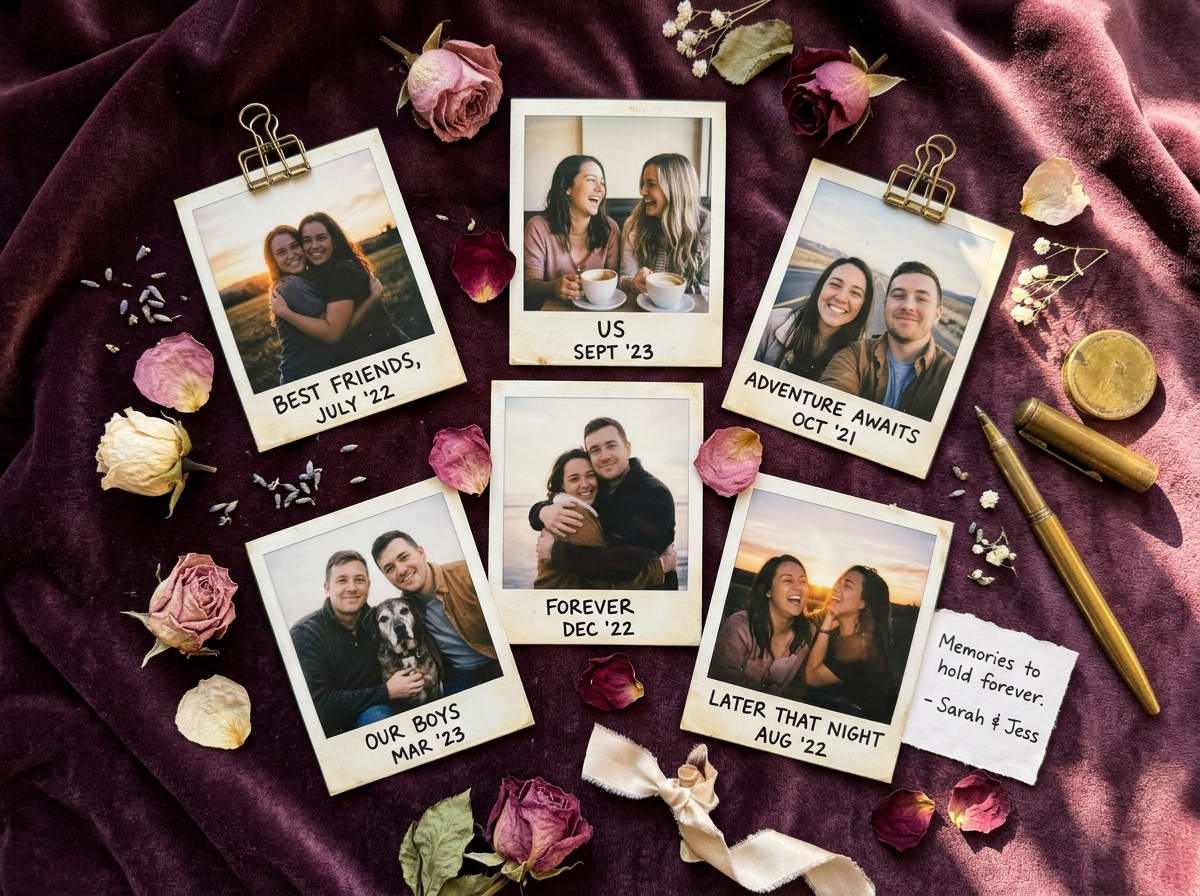 BEST FRIENDS,
JULY '22
US
SEPT '23
ADVENTURE AWAITS
OCT '21
OUR BOYS
MAR '23
FOREVER
DEC '22
LATER THAT NIGHT
AUG '22
Memories to
hold forever.
- Sarah & Jess